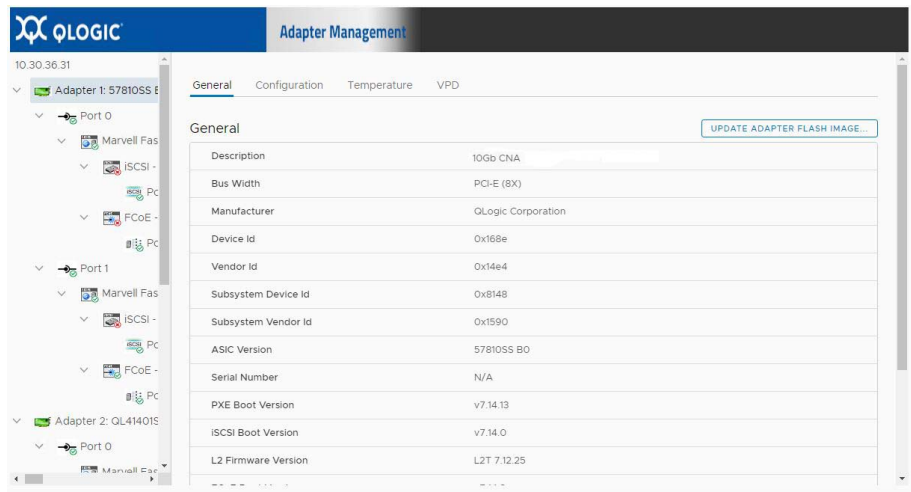 QLOGIC
Adapter Management
10.30.36.31
Adapter 1: 57810SS
Port 0
Marvell Fas
iSCSI -
FCoE -
Port 1
Marvell Fas
iSCSI -
FCoE -
Adapter 2: QL41401S
Port 0
Marvell Fas
General Configuration Temperature VPD
General
UPDATE ADAPTER FLASH IMAGE...
Description 10Gb CNA
Bus Width PCI-E (8X)
Manufacturer QLogic Corporation
Device Id 0x168e
Vendor Id 0x14e4
Subsystem Device Id 0x8148
Subsystem Vendor Id 0x1590
ASIC Version 57810SS B0
Serial Number N/A
PXE Boot Version v7.14.13
iSCSI Boot Version v7.14.0
L2 Firmware Version L2T 7.12.25